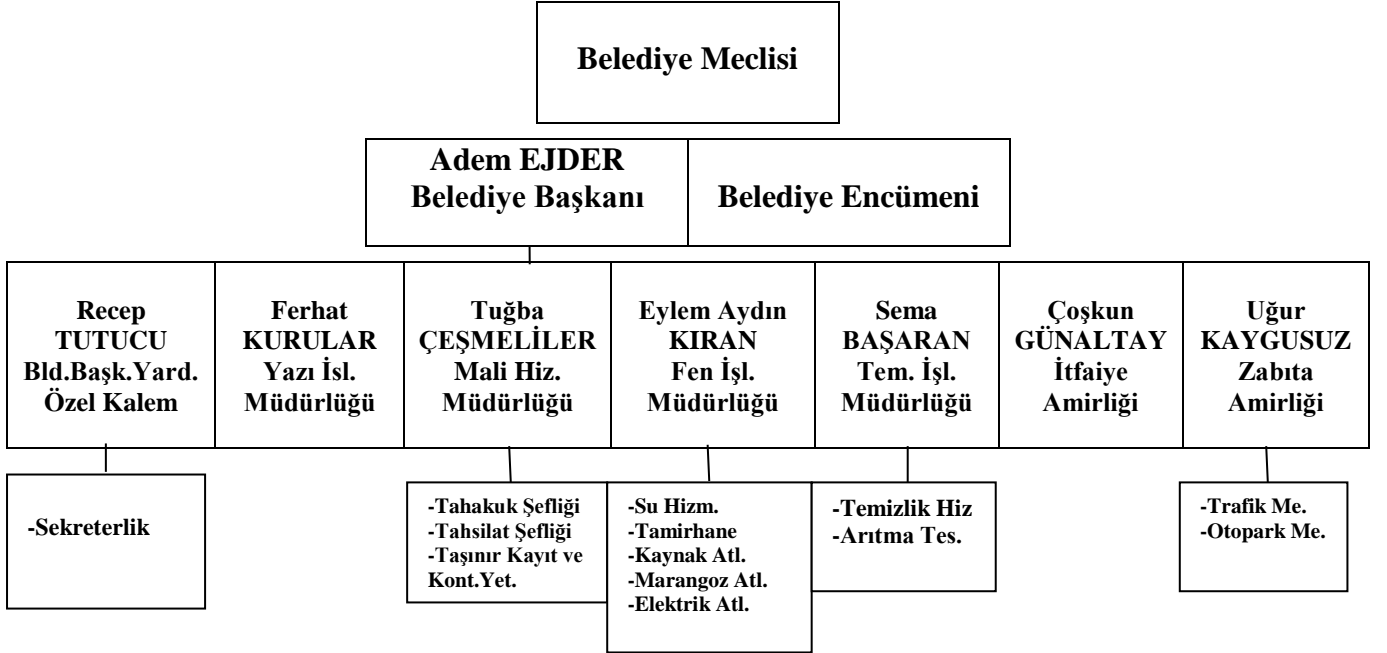 Belediye Meclisi
Adem EJDER
Belediye Başkanı
Belediye Encümeni
Recep
TUTUCU
Bld.Başk.Yard.
Özel Kalem
Ferhat
KURULAR
Yazı İsl.
Müdürlüğü
Tuğba
ÇEŞMELİLER
Mali Hiz.
Müdürlüğü
Eylem Aydın
KIRAN
Fen İşl.
Müdürlüğü
Sema
BAŞARAN
Tem. İşl.
Müdürlüğü
Çoşkun
GÜNALTAY
İtfaiye
Amirliği
Uğur
KAYGUSUZ
Zabıta
Amirliği
-Sekreterlik
-Tahakuk Şefliği
-Tahsilat Şefliği
-Taşınır Kayıt ve
Kont.Yet.
-Su Hizm.
-Tamirhane
-Kaynak Atl.
-Marangoz Atl.
-Elektrik Atl.
-Temizlik Hiz
-Arıtma Tes.
-Trafik Me.
-Otopark Me.